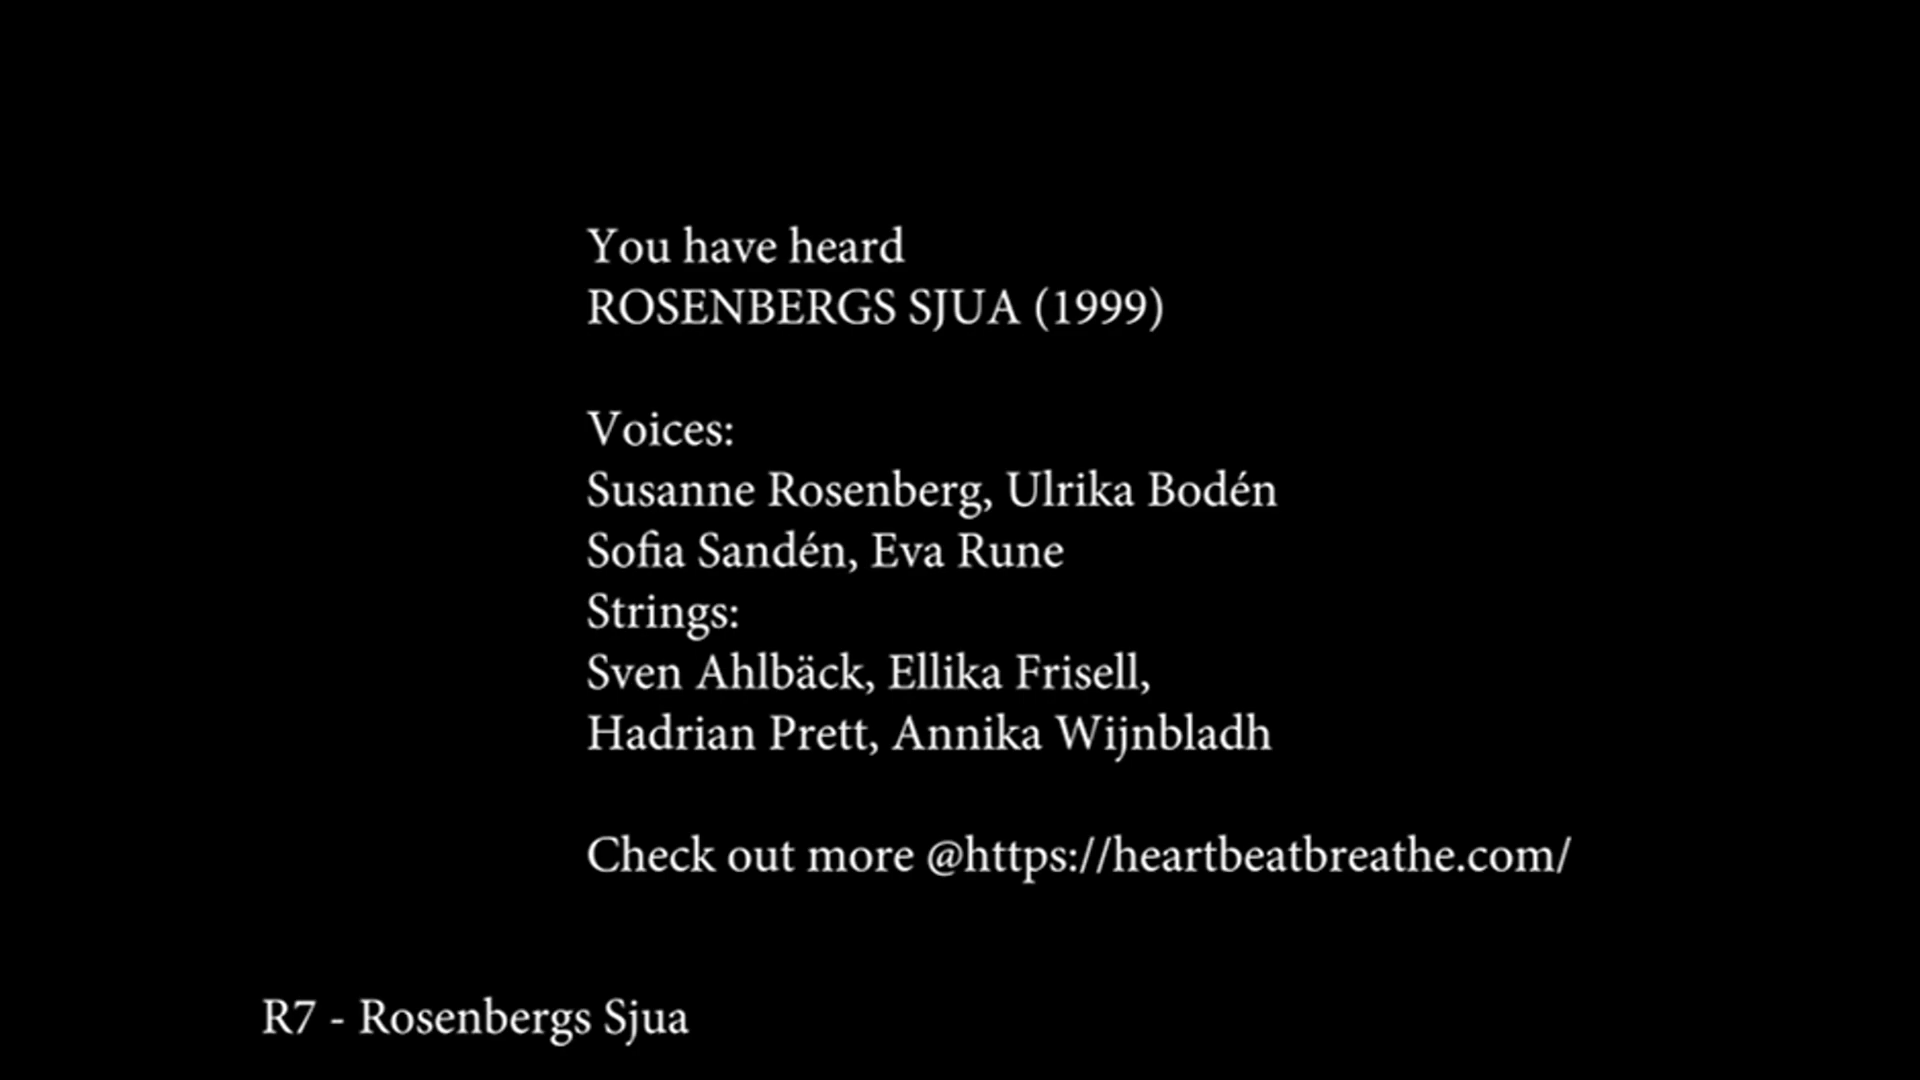 You have heard
ROSENBERGS SJUA (1999)
Voices:
Susanne Rosenberg, Ulrika Bodén
Sofia Sandén, Eva Rune
Strings:
Sven Ahlbäck, Ellika Frisell,
Hadrian Prett, Annika Wijnbladh
Check out more @https://heartbeatbreathe.com/
R7 - Rosenbergs Sjua